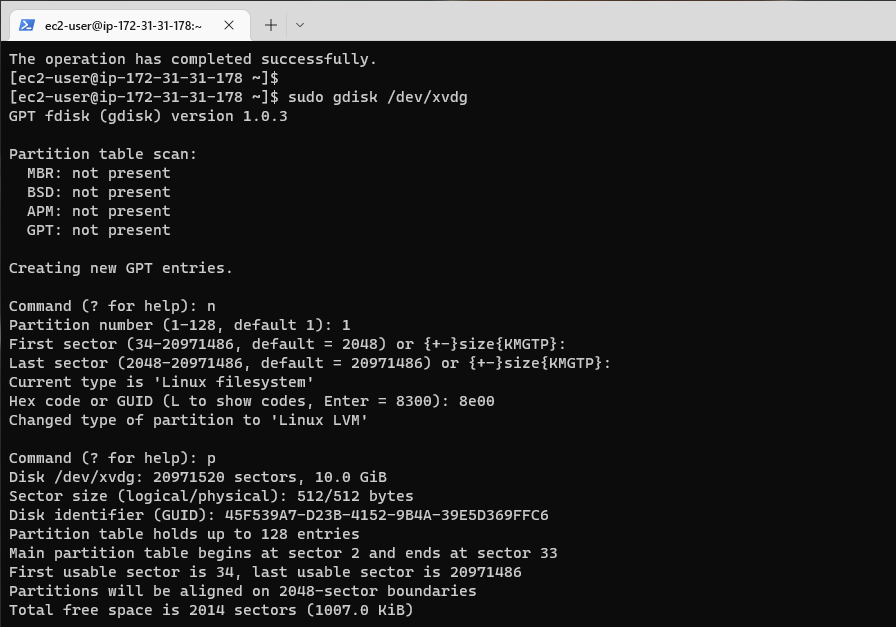 ec2-user@ip-172-31-31-178:~
The operation has completed successfully.
[ec2-user@ip-172-31-31-178 ~]$
[ec2-user@ip-172-31-31-178 ~]$ sudo gdisk /dev/xvdg
GPT fdisk (gdisk) version 1.0.3
Partition table scan:
  MBR: not present
  BSD: not present
  APM: not present
  GPT: not present
Creating new GPT entries.
Command (? for help): n
Partition number (1-128, default 1): 1
First sector (34-20971486, default = 2048) or {+-}size{KMGTP}:
Last sector (2048-20971486, default = 20971486) or {+-}size{KMGTP}:
Current type is 'Linux filesystem'
Hex code or GUID (L to show codes, Enter = 8300): 8e00
Changed type of partition to 'Linux LVM'
Command (? for help): p
Disk /dev/xvdg: 20971520 sectors, 10.0 GiB
Sector size (logical/physical): 512/512 bytes
Disk identifier (GUID): 45F539A7-D23B-4152-9B4A-39E5D369FFC6
Partition table holds up to 128 entries
Main partition table begins at sector 2 and ends at sector 33
First usable sector is 34, last usable sector is 20971486
Partitions will be aligned on 2048-sector boundaries
Total free space is 2014 sectors (1007.0 KiB)